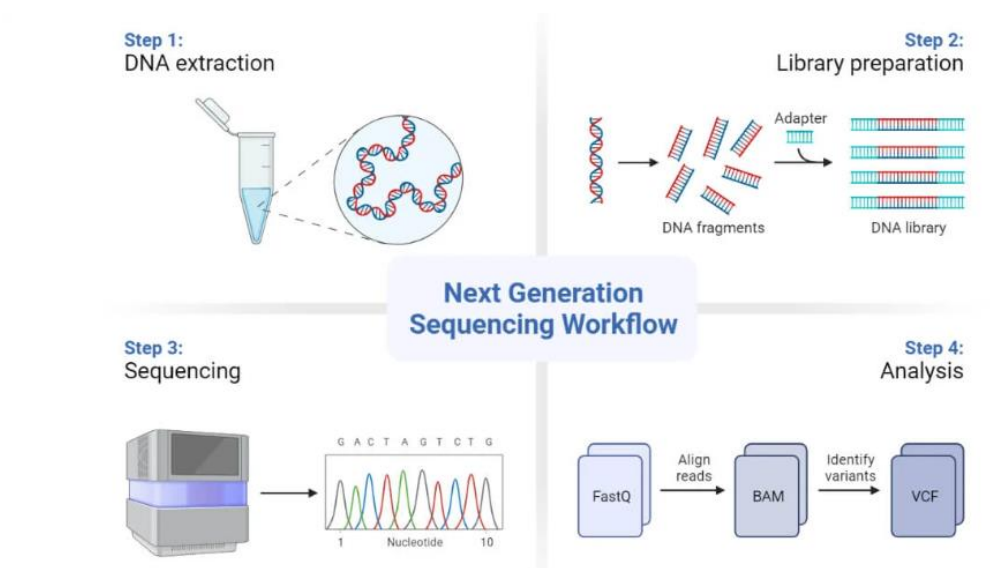 Step 1:
DNA extraction
Step 2:
Library preparation
Adapter
DNA fragments
DNA library
Next Generation
Sequencing Workflow
Step 3:
Sequencing
G A C T A G T C T G
1
Nucleotide
10
Step 4:
Analysis
FastQ
Align
reads
BAM
Identify
variants
VCF